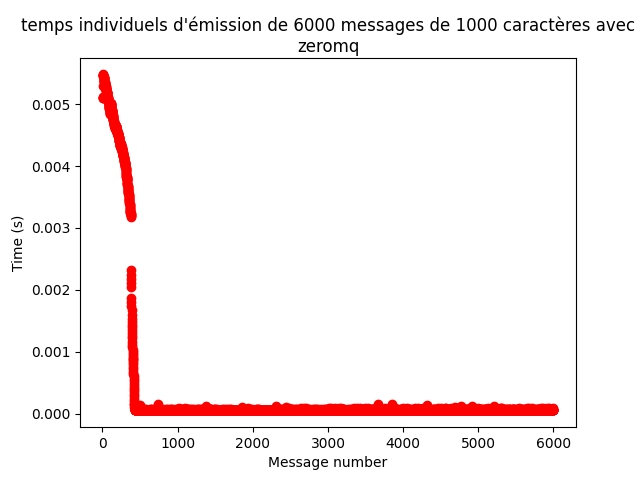 temps individuels d'émission de 6000 messages de 1000 caractères avec
zeromq
0.005
0.004
0.003
0.002
0.001
0.000
Time (s)
0 1000 2000 3000 4000 5000 6000
Message number